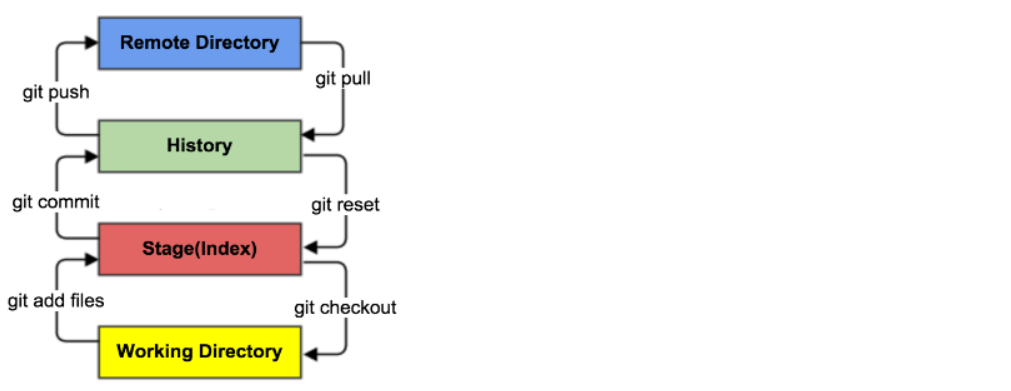 Remote Directory
git pull
git push
History
git commit
git reset
Stage(Index)
git add files
git checkout
Working Directory